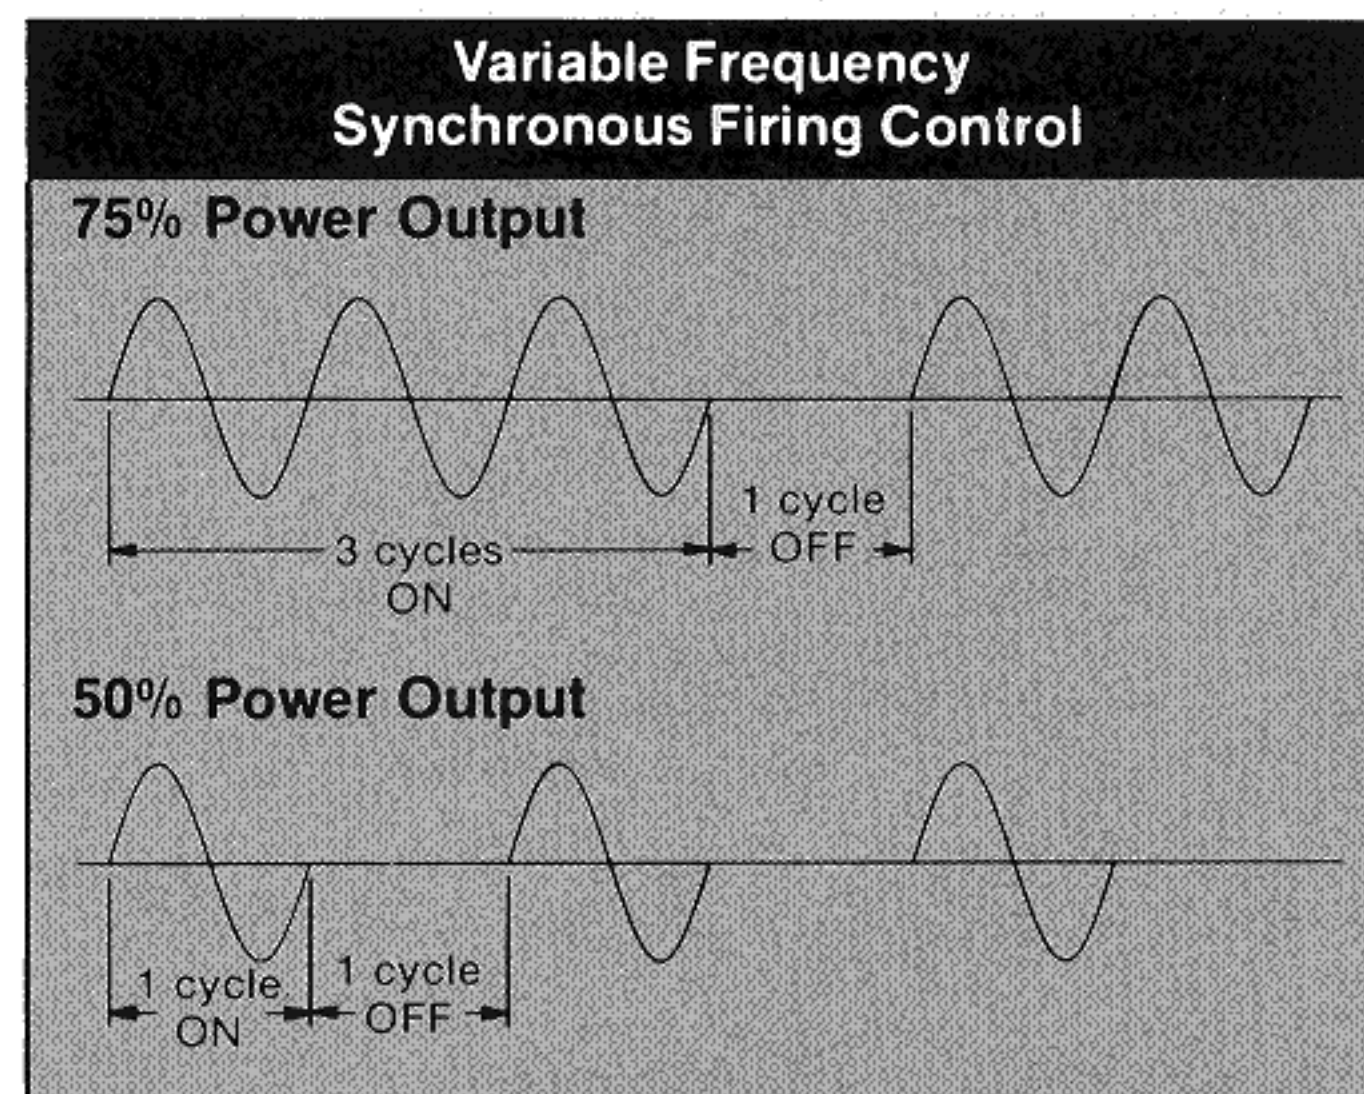 Variable Frequency
Synchronous Firing Control
75% Power Output
1 cycle
OFF
3 cycles
ON
50% Power Output
1 cycle
ON
1 cycle
OFF